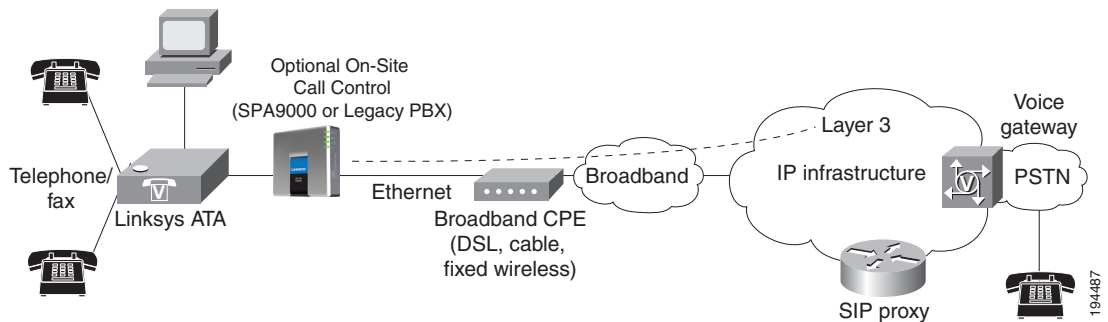 Optional On-Site
Call Control
(SPA9000 or Legacy PBX)
Telephone/
fax
V
Linksys ATA
Ethernet
Broadband CPE
(DSL, cable,
fixed wireless)
Broadband
Layer 3
IP infrastructure
Voice
gateway
V
PSTN
SIP proxy
194487